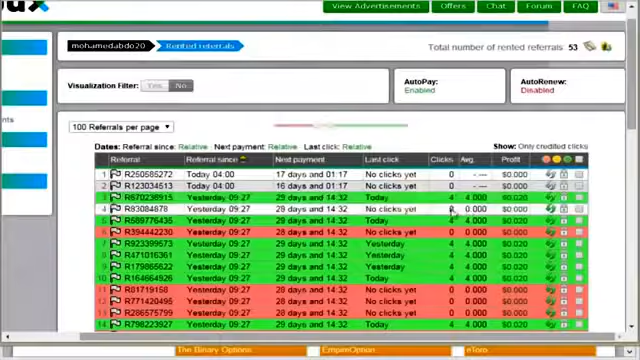 ux
View Advertisements Offers Forum FAQ
mohamedabdo20 Rented referrals
Total number of rented referrals 53
Visualization Filter: Yes No
AutoPay: Enabled
AutoRenew: Disabled
100 Referrals per page
Dates: Referral since: Relative Next payment: Relative Last click: Relative
Show: Only credited clicks
Referral Referral since Next payment Last click Clicks Avg. Profit
1 R250585272 Today 04:00 17 days and 01:17 No clicks yet 0 -.--- $0.000
2 R123034513 Today 04:00 16 days and 01:17 No clicks yet 0 -.--- $0.000
3 R670236915 Yesterday 09:27 29 days and 14:32 Today 4 4.000 $0.020
4 R83084978 Yesterday 09:27 28 days and 14:32 No clicks yet 0.000 $0.000
5 R589776435 Yesterday 09:27 29 days and 14:32 Today 4 4.000 $0.020
6 R394442230 Yesterday 09:27 28 days and 14:32 No clicks yet 0 0.000 $0.000
7 R923399573 Yesterday 09:27 29 days and 14:32 Yesterday 4 4.000 $0.020
8 R471016361 Yesterday 09:27 29 days and 14:32 Yesterday 4 4.000 $0.020
9 R179865622 Yesterday 09:27 29 days and 14:32 Yesterday 4 4.000 $0.020
10 R164664926 Yesterday 09:27 29 days and 14:32 Today 4 4.000 $0.020
11 R81719158 Yesterday 09:27 28 days and 14:32 No clicks yet 0 0.000 $0.000
12 R771420495 Yesterday 09:27 28 days and 14:32 No clicks yet 0 0.000 $0.000
13 R286575799 Yesterday 09:27 28 days and 14:32 No clicks yet 0 0.000 $0.000
14 R798223927 Yesterday 09:27 29 days and 14:32 Today 4 4.000 $0.020
The Binary Options EmpireOption eToro